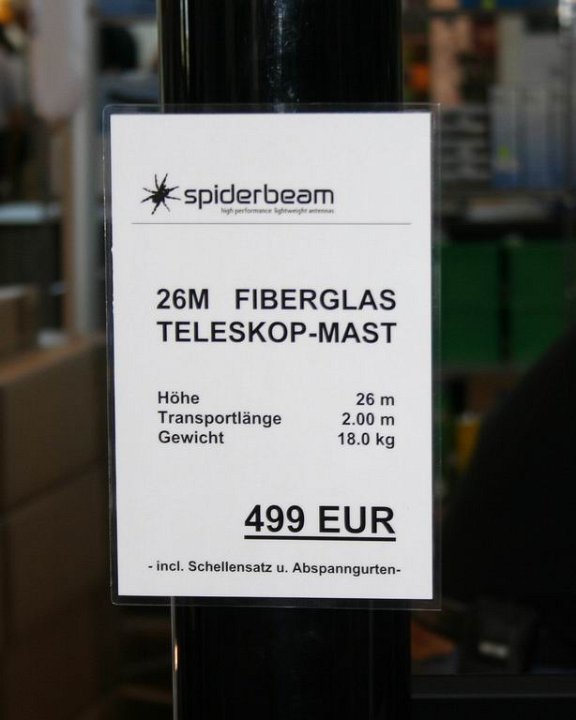 spiderbeam
high performance lightweight antennas
26M FIBERGLAS
TELESKOP-MAST
Höhe 26 m
Transportlänge 2.00 m
Gewicht 18.0 kg
499 EUR
- incl. Schellensatz u. Abspanngurten-